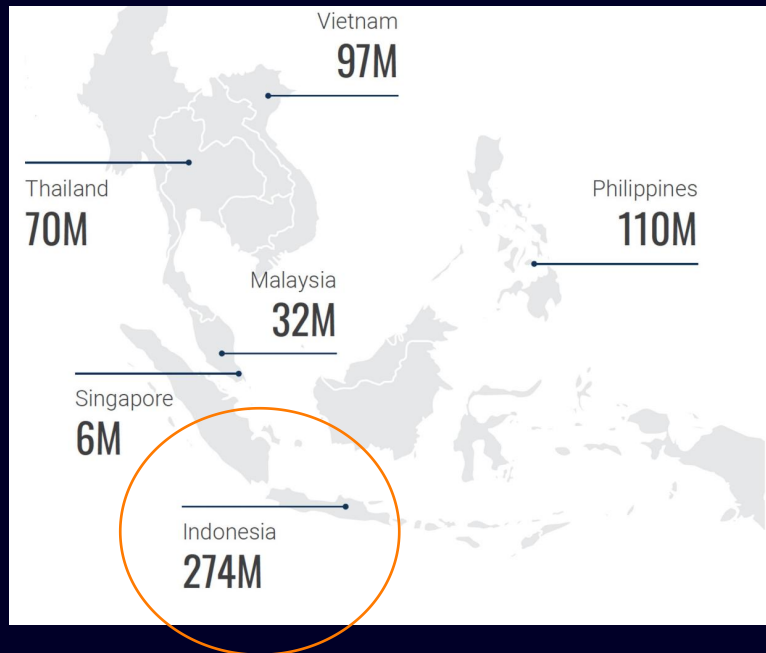 Vietnam
97M
Thailand
70M
Philippines
110M
Malaysia
32M
Singapore
6M
Indonesia
274M